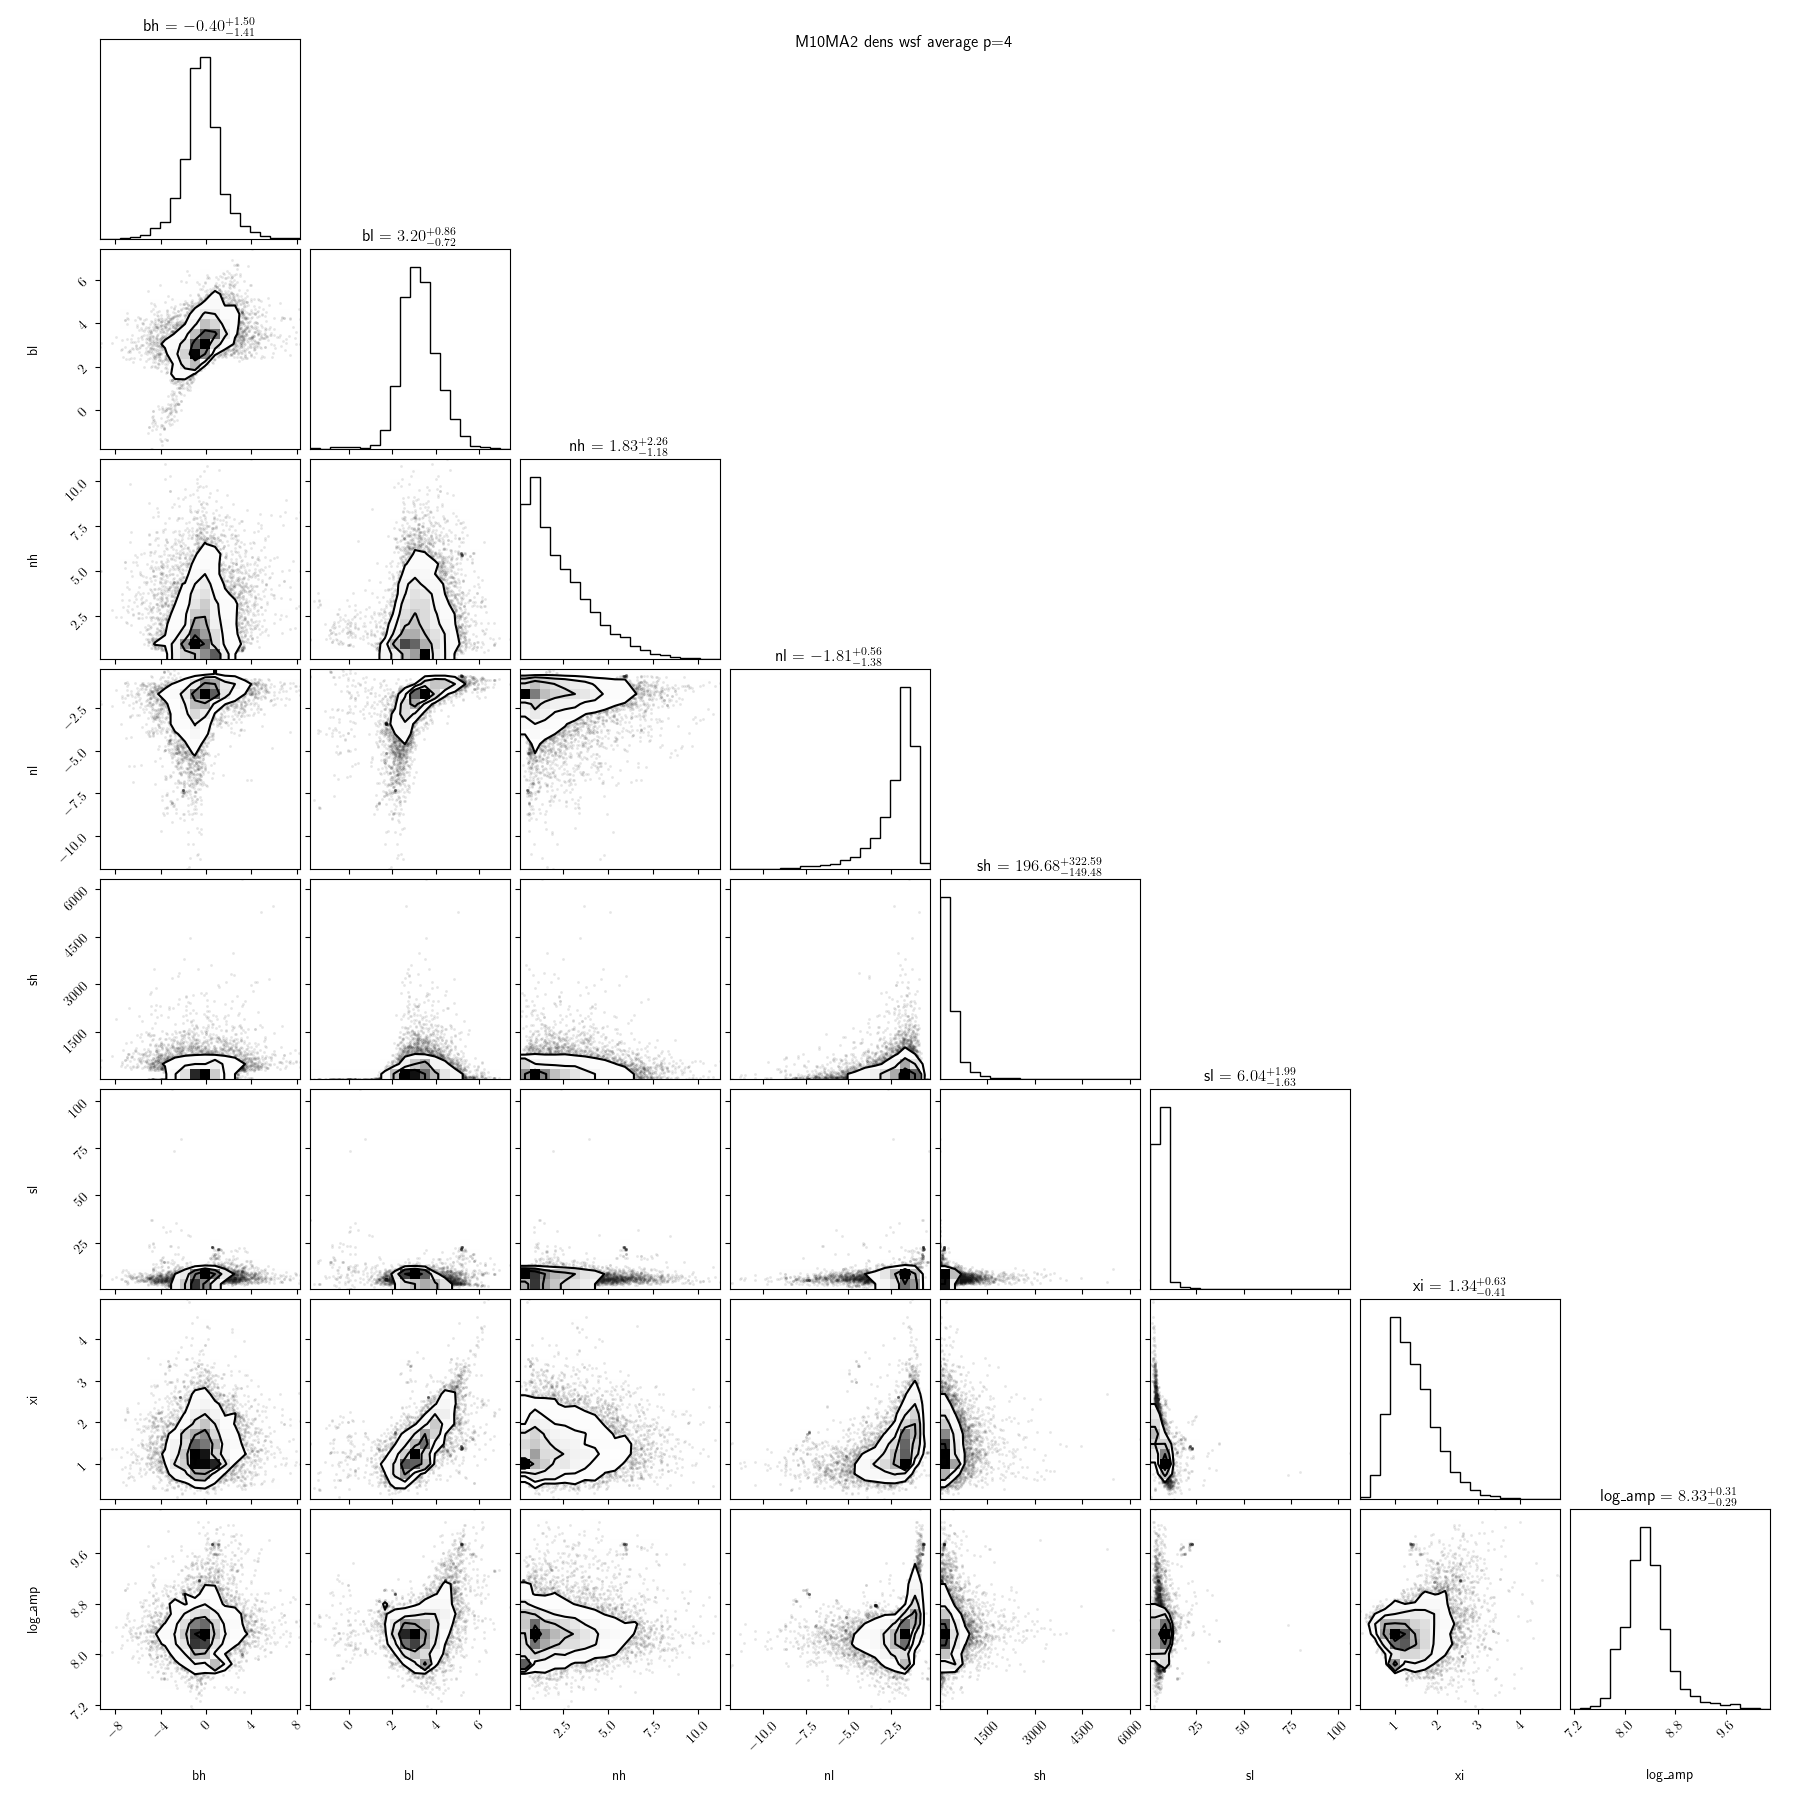 M10MA2 dens wsf average p=4
bh = −0.40 +1.50 −1.41
bl = 3.20 +0.86 −0.72
nh = 1.83 +2.26 −1.18
nl = −1.81 +0.56 −1.38
sh = 196.68 +322.59 −149.48
sl = 6.04 +1.99 −1.63
xi = 1.34 +0.63 −0.41
log_amp = 8.33 +0.31 −0.29
bl
6
4
2
0
nh
10.0
7.5
5.0
2.5
nl
−2.5
−5.0
−7.5
−10.0
sh
6000
4500
3000
1500
sl
100
75
50
25
xi
4
3
2
1
log_amp
9.6
8.8
8.0
7.2
−8 −4 0 4 8
0 2 4 6
2.5 5.0 7.5 10.0
−10.0 −7.5 −5.0 −2.5
1500 3000 4500 6000
25 50 75 100
1 2 3 4
7.2 8.0 8.8 9.6
bh bl nh nl sh sl xi log_amp